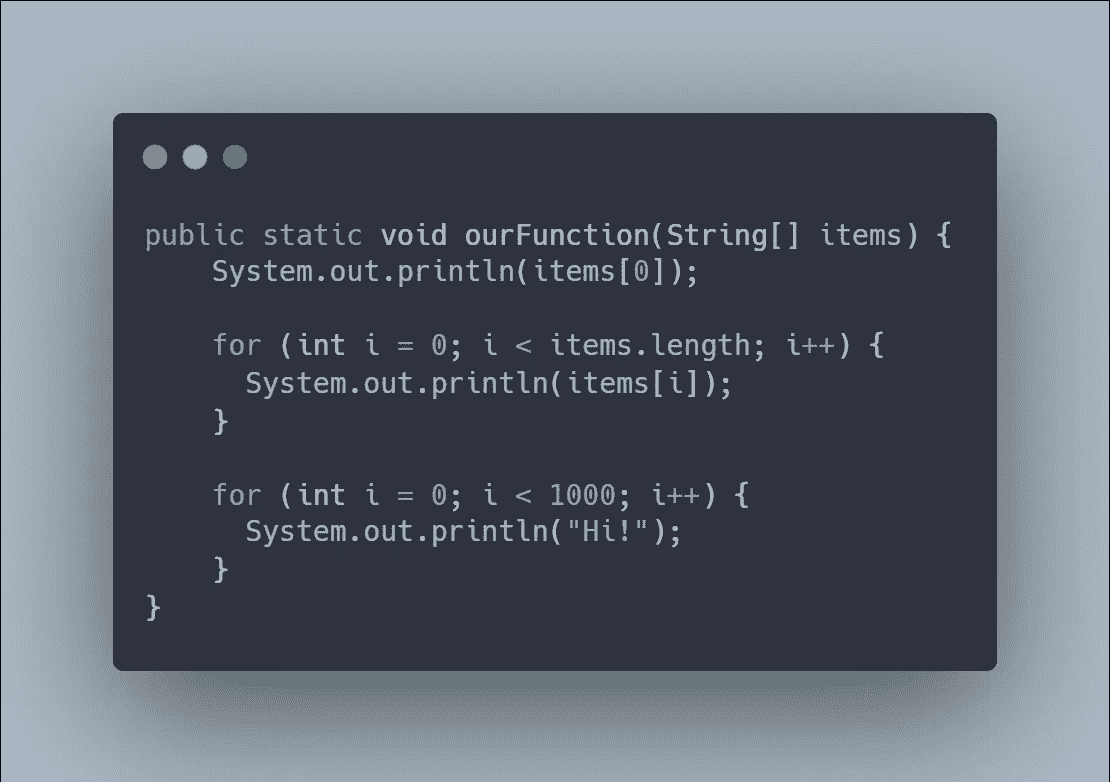 public static void ourFunction(String[] items) {
    System.out.println(items[0]);

    for (int i = 0; i < items.length; i++) {
      System.out.println(items[i]);
    }

    for (int i = 0; i < 1000; i++) {
      System.out.println("Hi!");
    }
}